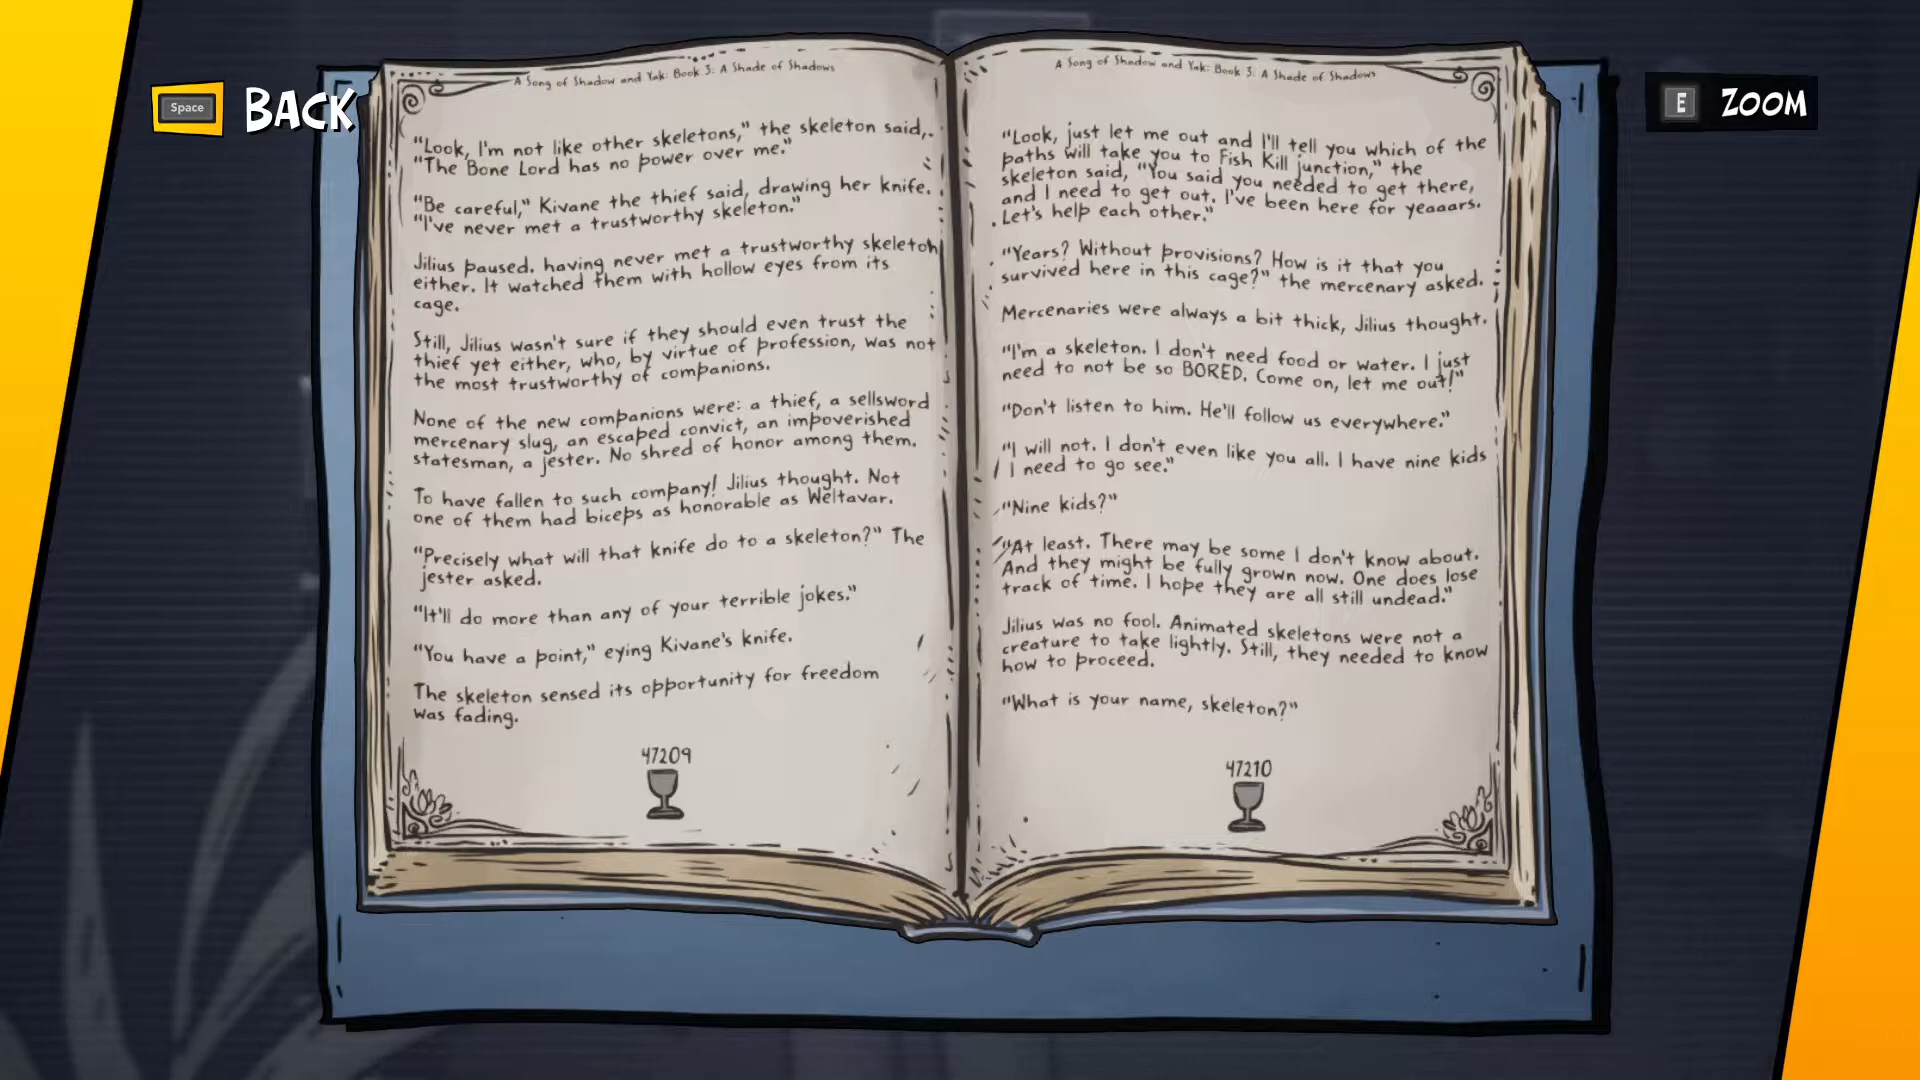 Space
BACK
E
ZOOM
A Song of Shadow and Yak: Book 3: A Shade of Shadows
"Look, I'm not like other skeletons," the skeleton said,.
"The Bone Lord has no power over me."
"Be careful," Kivane the thief said, drawing her knife.
"I've never met a trustworthy skeleton."
Jilius paused. having never met a trustworthy skeleton
either. It watched them with hollow eyes from its
cage.
Still, Jilius wasn't sure if they should even trust the
thief yet either, who, by virtue of profession, was not
the most trustworthy of companions.
None of the new companions were: a thief, a sellsword
mercenary slug, an escaped convict, an impoverished
statesman, a jester. No shred of honor among them.
To have fallen to such company! Jilius thought. Not
one of them had biceps as honorable as Weltavar.
"Precisely what will that knife do to a skeleton?" The
jester asked.
"It'll do more than any of your terrible jokes."
"You have a point," eying Kivane's knife.
The skeleton sensed its opportunity for freedom
was fading.
47209
A Song of Shadow and Yak: Book 3: A Shade of Shadows
"Look, just let me out and I'll tell you which of the
paths will take you to Fish Kill junction," the
skeleton said, "You said you needed to get there,
and I need to get out. I've been here for yeaaars.
Let's help each other."
"Years? Without provisions? How is it that you
survived here in this cage?" the mercenary asked.
Mercenaries were always a bit thick, Jilius thought.
"I'm a skeleton. I don't need food or water. I just
need to not be so BORED. Come on, let me out!"
"Don't listen to him. He'll follow us everywhere."
"I will not. I don't even like you all. I have nine kids
I need to go see."
"Nine kids?"
"At least. There may be some I don't know about.
And they might be fully grown now. One does lose
track of time. I hope they are all still undead."
Jilius was no fool. Animated skeletons were not a
creature to take lightly. Still, they needed to know
how to proceed.
"What is your name, skeleton?"
47210